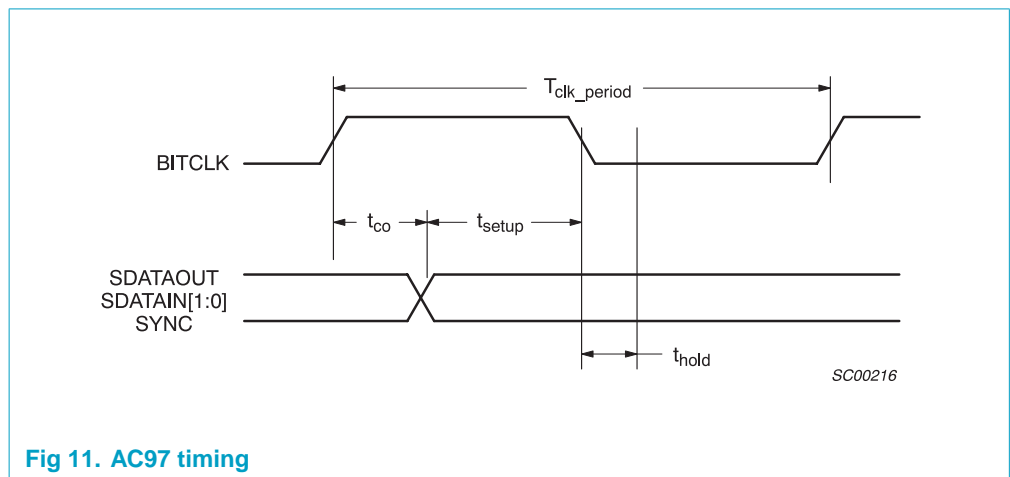 Tclk_period
BITCLK
tco
tsetup
SDATAOUT
SDATAIN[1:0]
SYNC
thold
SC00216
Fig 11. AC97 timing